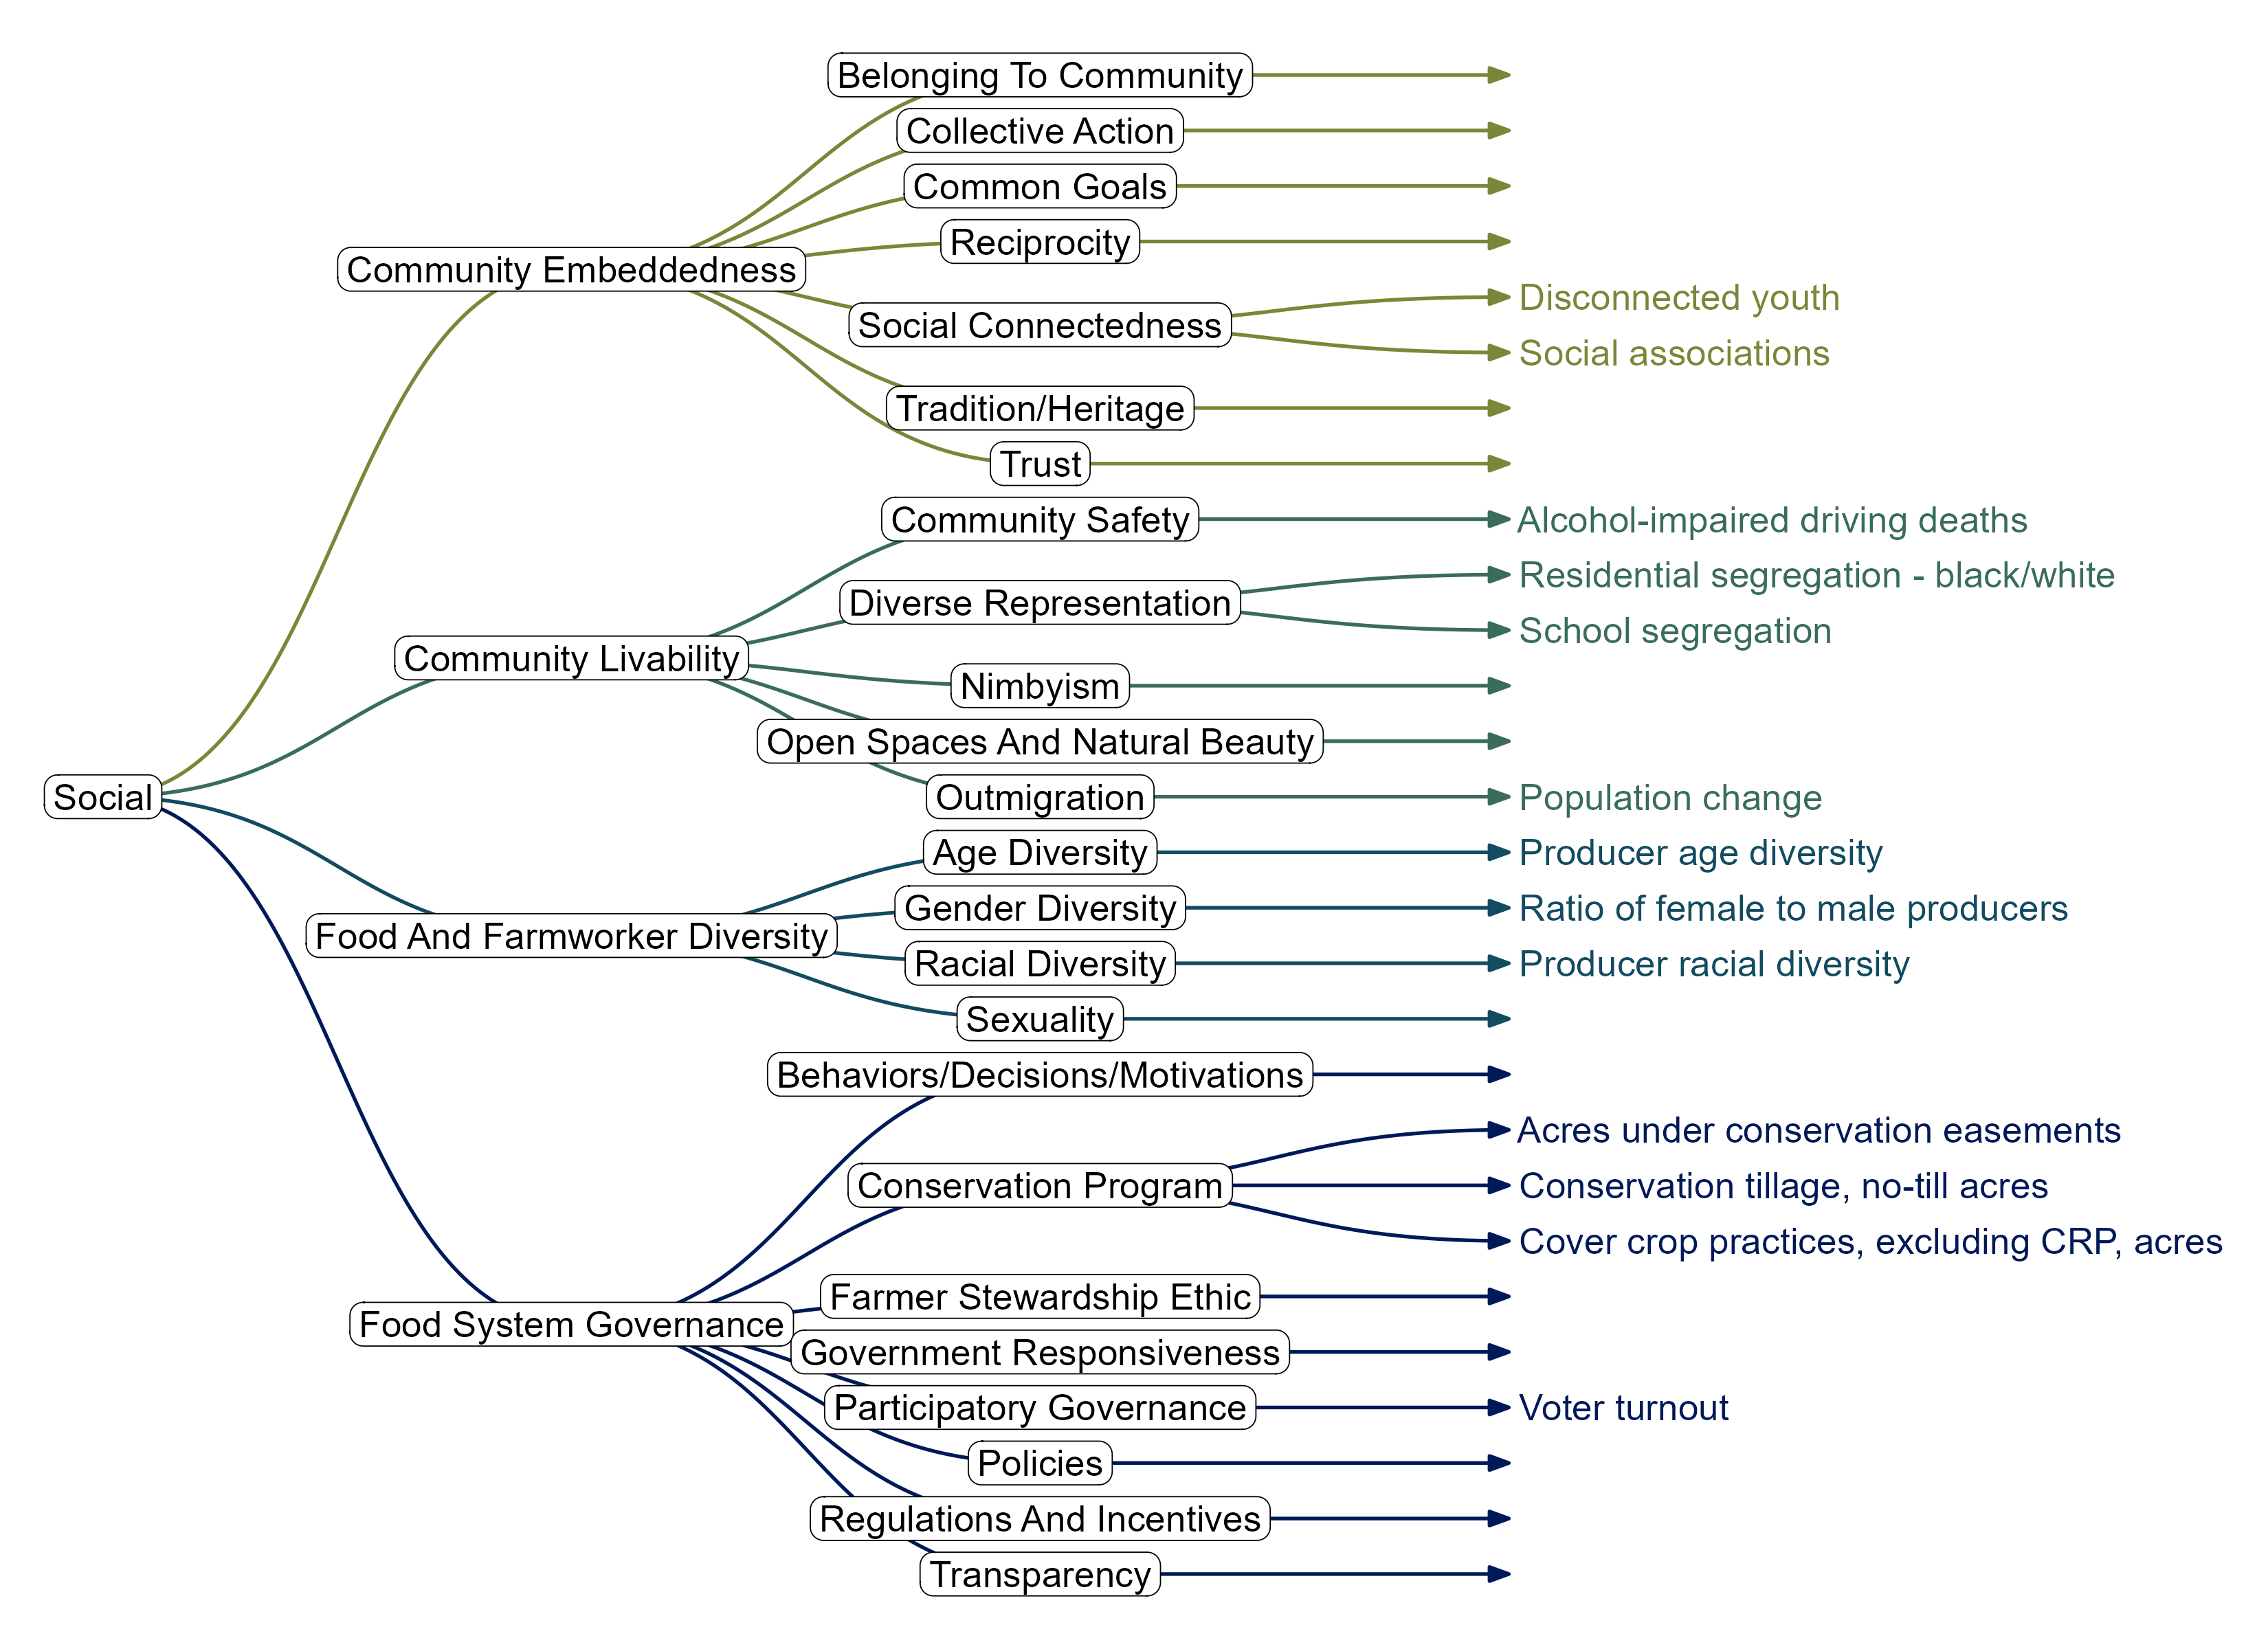 Social
Community Embeddedness
Belonging To Community
Collective Action
Common Goals
Reciprocity
Social Connectedness
Disconnected youth
Social associations
Tradition/Heritage
Trust
Community Livability
Community Safety
Alcohol-impaired driving deaths
Diverse Representation
Residential segregation - black/white
School segregation
Nimbyism
Open Spaces And Natural Beauty
Outmigration
Population change
Food And Farmworker Diversity
Age Diversity
Producer age diversity
Gender Diversity
Ratio of female to male producers
Racial Diversity
Producer racial diversity
Sexuality
Food System Governance
Behaviors/Decisions/Motivations
Conservation Program
Acres under conservation easements
Conservation tillage, no-till acres
Cover crop practices, excluding CRP, acres
Farmer Stewardship Ethic
Government Responsiveness
Participatory Governance
Voter turnout
Policies
Regulations And Incentives
Transparency